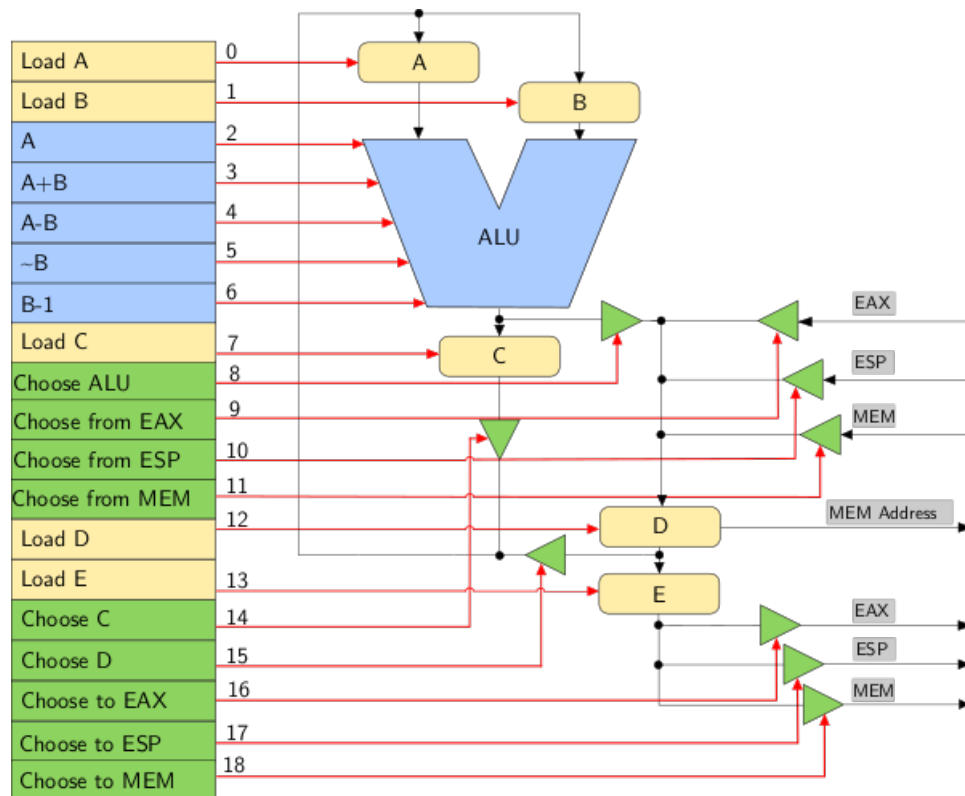 Load A
0
Load B
1
A
2
A+B
3
A-B
4
~B
5
B-1
6
Load C
7
Choose ALU
8
Choose from EAX
9
Choose from ESP
10
Choose from MEM
11
Load D
12
Load E
13
Choose C
14
Choose D
15
Choose to EAX
16
Choose to ESP
17
Choose to MEM
18
A
B
ALU
C
EAX
ESP
MEM
D
MEM Address
E
EAX
ESP
MEM